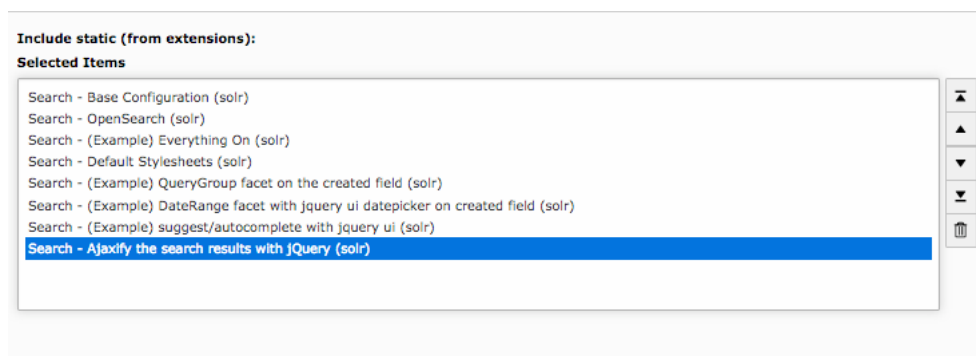 Include static (from extensions):
Selected Items
Search - Base Configuration (solr)
Search - OpenSearch (solr)
Search - (Example) Everything On (solr)
Search - Default Stylesheets (solr)
Search - (Example) QueryGroup facet on the created field (solr)
Search - (Example) DateRange facet with jquery ui datepicker on created field (solr)
Search - (Example) suggest/autocomplete with jquery ui (solr)
Search - Ajaxify the search results with jQuery (solr)